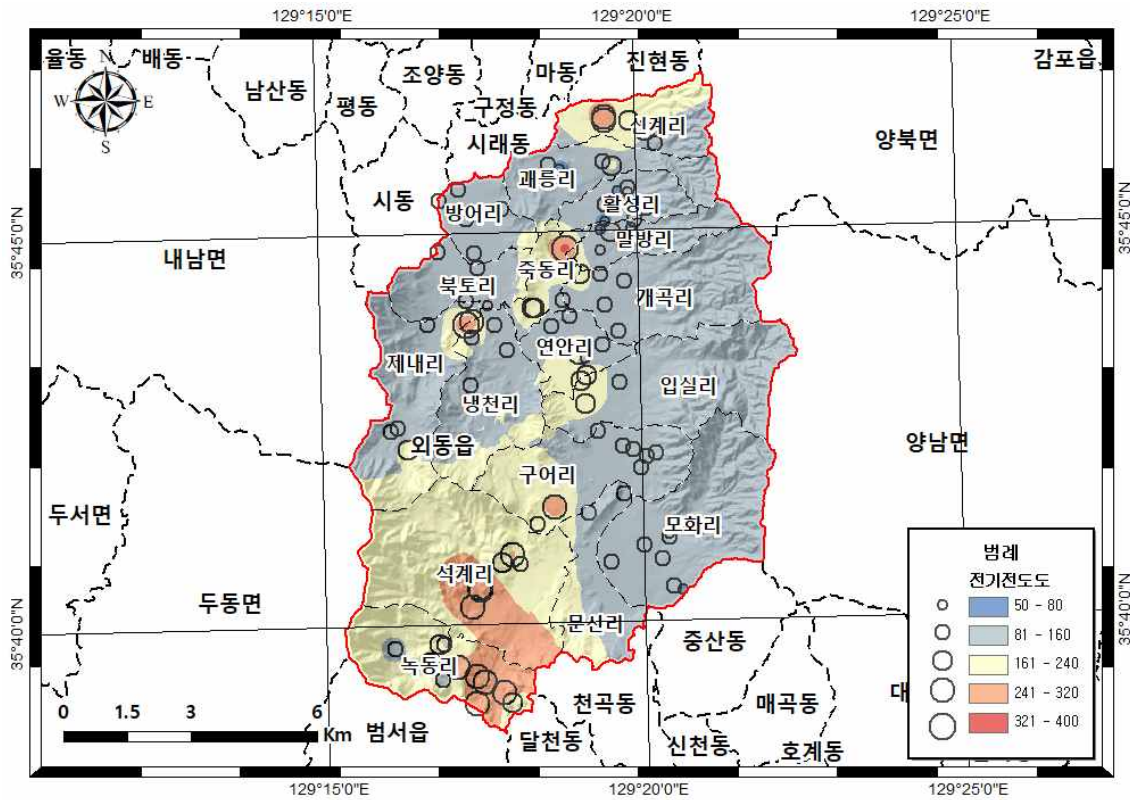 129°15'0"E
129°20'0"E
129°25'0"E
율동
배동
남산동
평동
조양동
마동
진현동
구정동
감포읍
N
W
E
S
시래동
신계리
시동
괘릉리
양북면
방어리
활성리
35°45'0"N
35°45'0"N
말방리
내남면
죽동리
북토리
개곡리
연안리
제내리
입실리
냉천리
외동읍
양남면
구어리
두서면
모화리
석계리
두동면
35°40'0"N
35°40'0"N
문산리
중산동
녹동리
매곡동
대
천곡동
범서읍
달천동
신천동
호계동
범례
전기전도도
50 - 80
81 - 160
161 - 240
241 - 320
321 - 400
0
1.5
3
6
Km
129°15'0"E
129°20'0"E
129°25'0"E